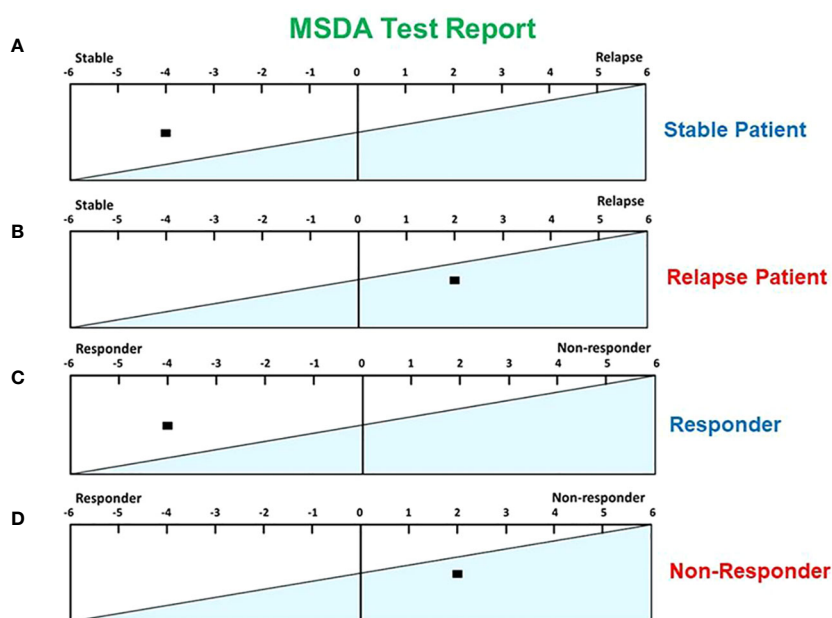 MSDA Test Report
A
Stable Relapse
-6 -5 -4 -3 -2 -1 0 1 2 3 4 5 6
Stable Patient
Stable Relapse
-6 -5 -4 -3 -2 -1 0 1 2 3 4 5 6
B
Relapse Patient
Responder Non-responder
-6 -5 -4 -3 -2 -1 0 1 2 3 4 5 6
C
Responder
Responder Non-responder
-6 -5 -4 -3 -2 -1 0 1 2 3 4 5 6
D
Non-Responder